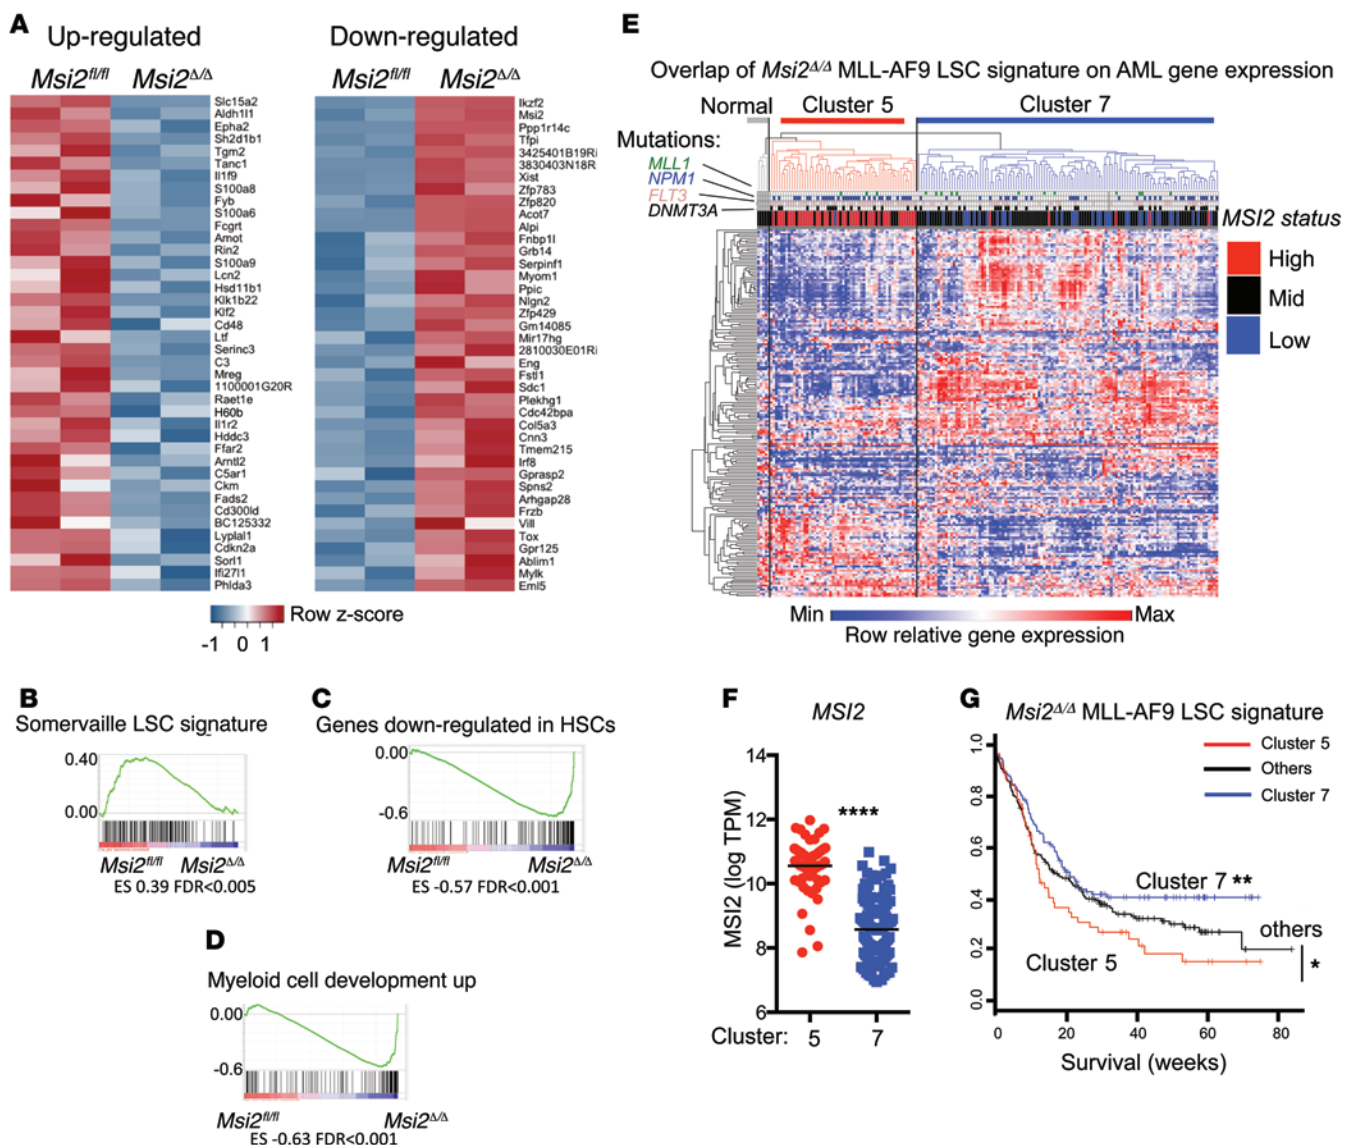 A
Up-regulated
Down-regulated
Msi2fl/fl
Msi2Δ/Δ
Msi2fl/fl
Msi2Δ/Δ
Slc15a2
Aldh1l1
Epha2
Sh2d1b1
Tgm2
Tanc1
Il1f9
S100a8
Fyb
S100a6
Fcgrt
Amot
Rin2
S100a9
Lcn2
Hsd11b1
Klk1b22
Klf2
Cd48
Ltf
Serinc3
C3
Mreg
1100001G20R
Raet1e
H60b
Il1r2
Hddc3
Ffar2
Arntl2
C5ar1
Ckm
Fads2
Cd300ld
BC125332
Lyplal1
Cdkn2a
Sorl1
Ifi27l1
Phlda3
Ikzf2
Msi2
Ppp1r14c
Tfpi
3425401B19Ri
3830403N18R
Xist
Zfp783
Zfp820
Acot7
Alpi
Fnbp1l
Grb14
Serpinf1
Myom1
Ppic
Nlgn2
Zfp429
Gm14085
Mir17hg
2810030E01Ri
Eng
Fstl1
Sdc1
Plekhg1
Cdc42bpa
Col5a3
Cnn3
Tmem215
Irf8
Gprasp2
Spns2
Arhgap28
Frzb
Vill
Tox
Gpr125
Ablim1
Mylk
Eml5
Row z-score
-1 0 1
B
Somervaille LSC signature
0.40
0.00
Msi2fl/fl
Msi2Δ/Δ
ES 0.39 FDR<0.005
C
Genes down-regulated in HSCs
0.00
-0.6
Msi2fl/fl
Msi2Δ/Δ
ES -0.57 FDR<0.001
D
Myeloid cell development up
0.00
-0.6
Msi2fl/fl
Msi2Δ/Δ
ES -0.63 FDR<0.001
E
Overlap of Msi2Δ/Δ MLL-AF9 LSC signature on AML gene expression
Normal
Cluster 5
Cluster 7
Mutations:
MLL1
NPM1
FLT3
DNMT3A
MSI2 status
High
Mid
Low
Min
Max
Row relative gene expression
F
MSI2
MSI2 (log TPM)
14
12
10
8
6
****
Cluster: 5 7
G
Msi2Δ/Δ MLL-AF9 LSC signature
Cluster 5
Others
Cluster 7
1.0
0.8
0.6
0.4
0.2
0.0
Cluster 7 **
others
*
Cluster 5
0 20 40 60 80
Survival (weeks)